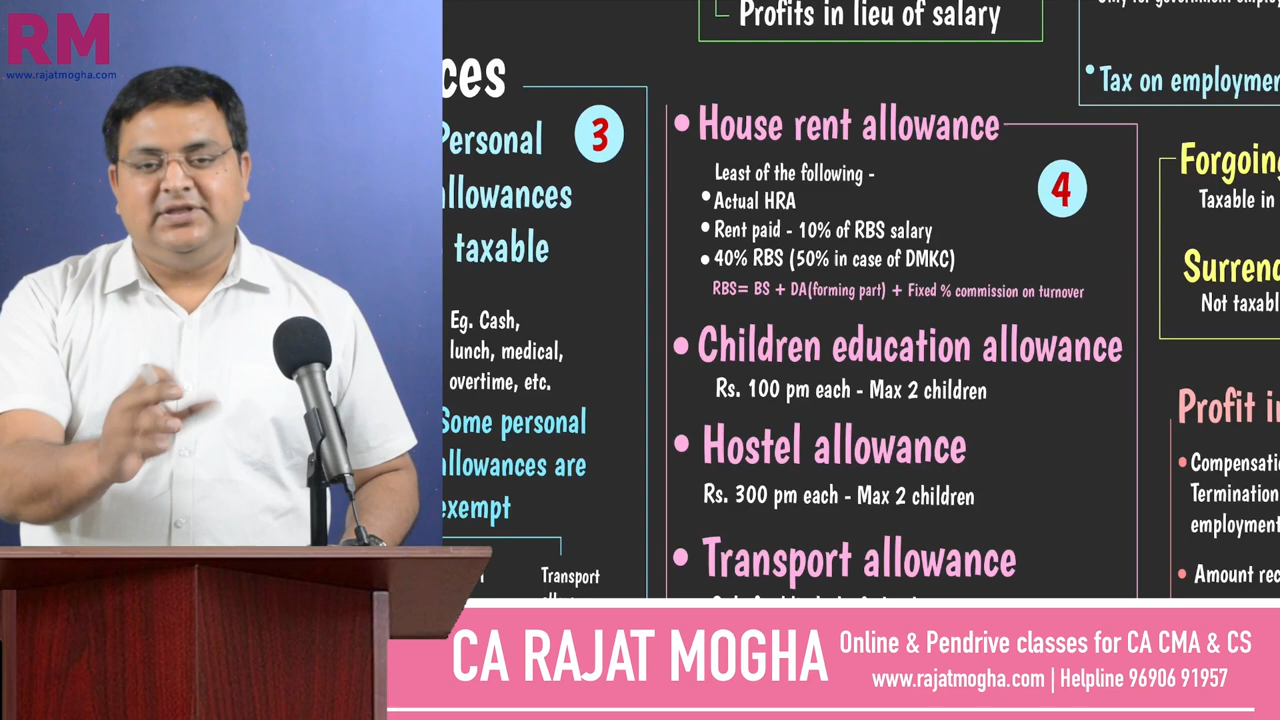 RM
www.rajatmogha.com
Profits in lieu of salary
Tax on
ces
Personal
allowances
taxable
3
Eg. Cash,
lunch, medical,
overtime, etc.
Some personal
allowances are
exempt
Transport
• House rent allowance
4
Least of the following -
• Actual HRA
• Rent paid - 10% of RBS salary
• 40% RBS (50% in case of DMKC)
RBS= BS + DA(forming part) + Fixed % commission on turnover
• Children education allowance
Rs. 100 pm each - Max 2 children
• Hostel allowance
Rs. 300 pm each - Max 2 children
• Transport allowance
Forgoing
Taxable in
Surren
Not taxabl
Profit i
• Compensati
Termination
employment
• Amount rec
CA RAJAT MOGHA
Online & Pendrive classes for CA CMA & CS
www.rajatmogha.com | Helpline 96906 91957